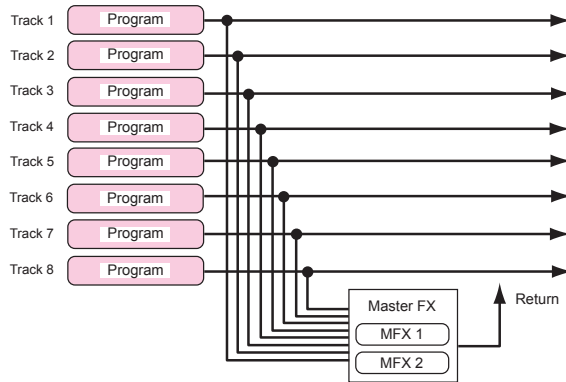 Track 1 Program
Track 2 Program
Track 3 Program
Track 4 Program
Track 5 Program
Track 6 Program
Track 7 Program
Track 8 Program
Master FX
MFX 1
MFX 2
Return